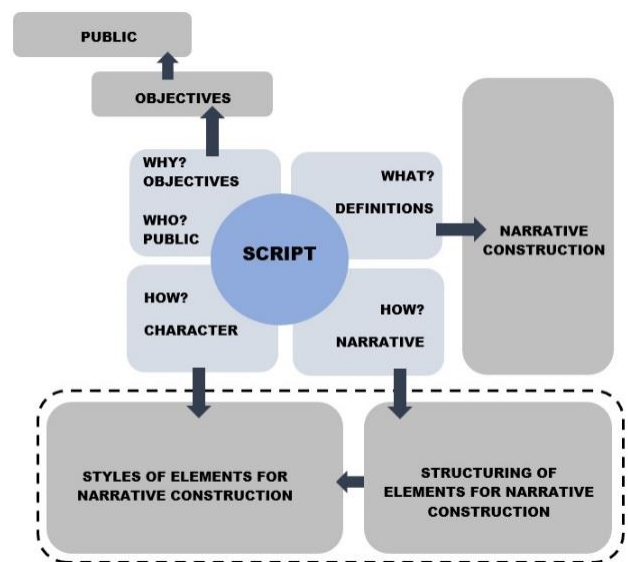 PUBLIC
OBJECTIVES
WHY?
OBJECTIVES
WHO?
PUBLIC
WHAT?
DEFINITIONS
SCRIPT
NARRATIVE
CONSTRUCTION
HOW?
CHARACTER
HOW?
NARRATIVE
STYLES OF ELEMENTS FOR
NARRATIVE CONSTRUCTION
STRUCTURING OF
ELEMENTS FOR NARRATIVE
CONSTRUCTION